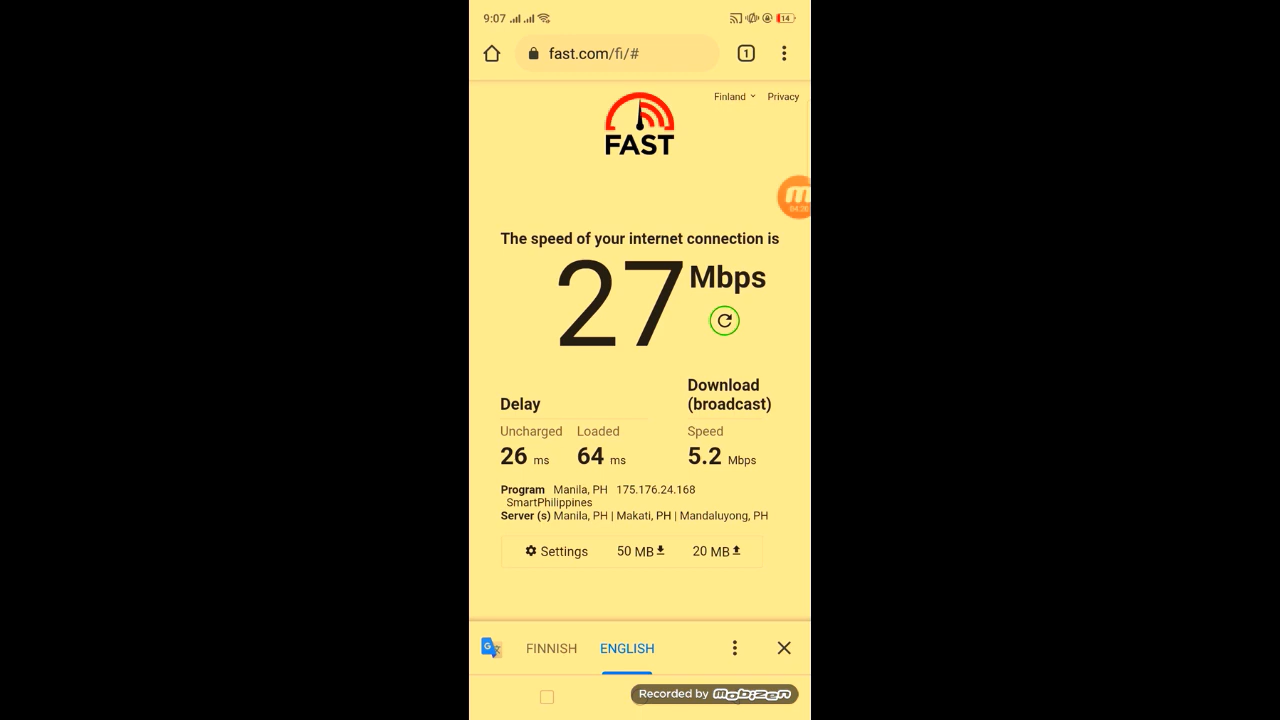 9:07
14
fast.com/fi/#
1
Finland
Privacy
FAST
The speed of your internet connection is
27 Mbps
Download
(broadcast)
Delay
Uncharged Loaded
Speed
26 ms 64 ms
5.2 Mbps
Program Manila, PH 175.176.24.168
SmartPhilippines
Server (s) Manila, PH | Makati, PH | Mandaluyong, PH
Settings 50 MB 20 MB
FINNISH ENGLISH
Recorded by mobizen